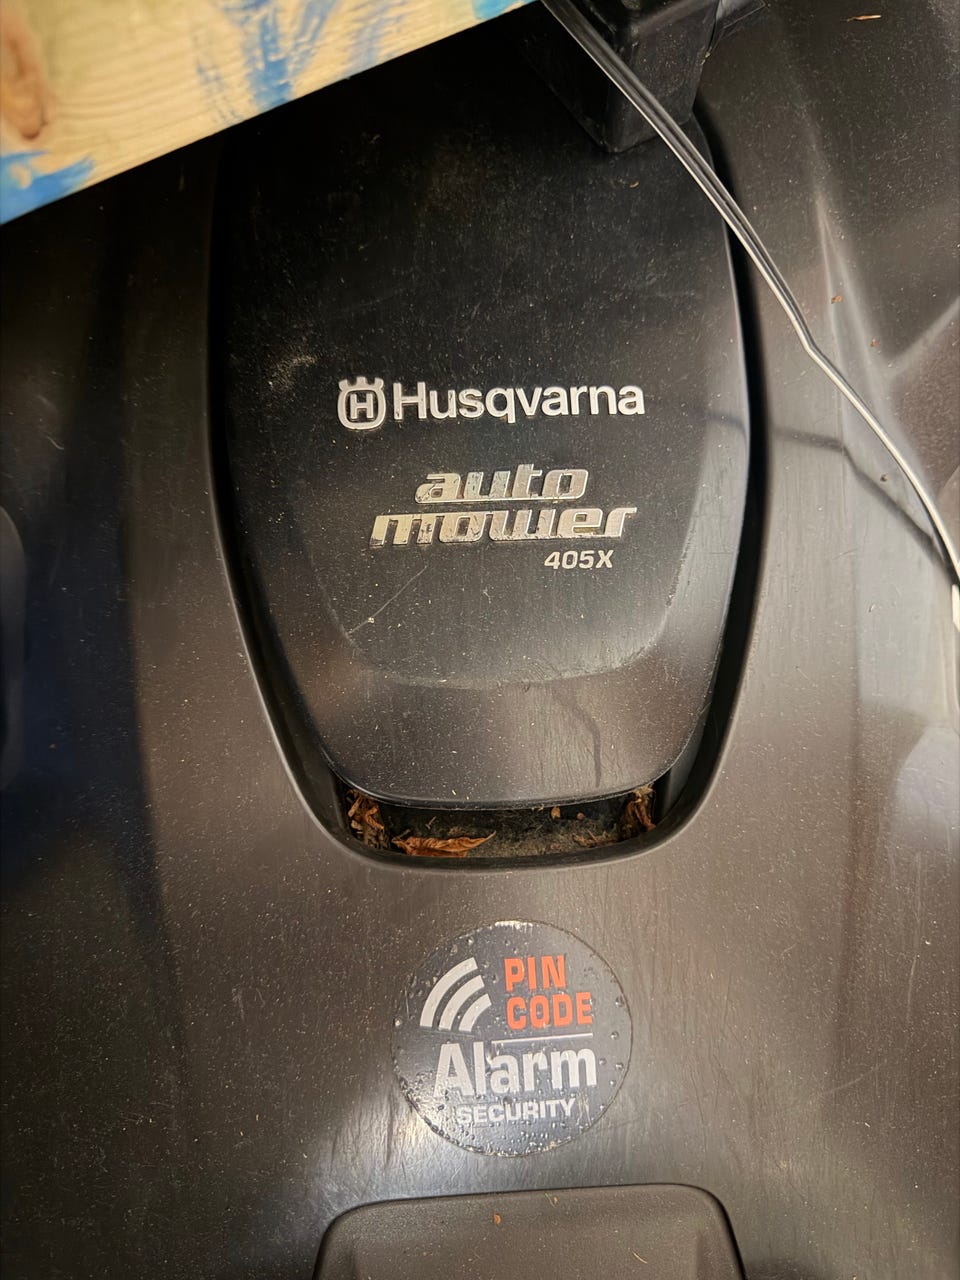 H Husqvarna
auto
mower
405X
PIN
CODE
Alarm
SECURITY